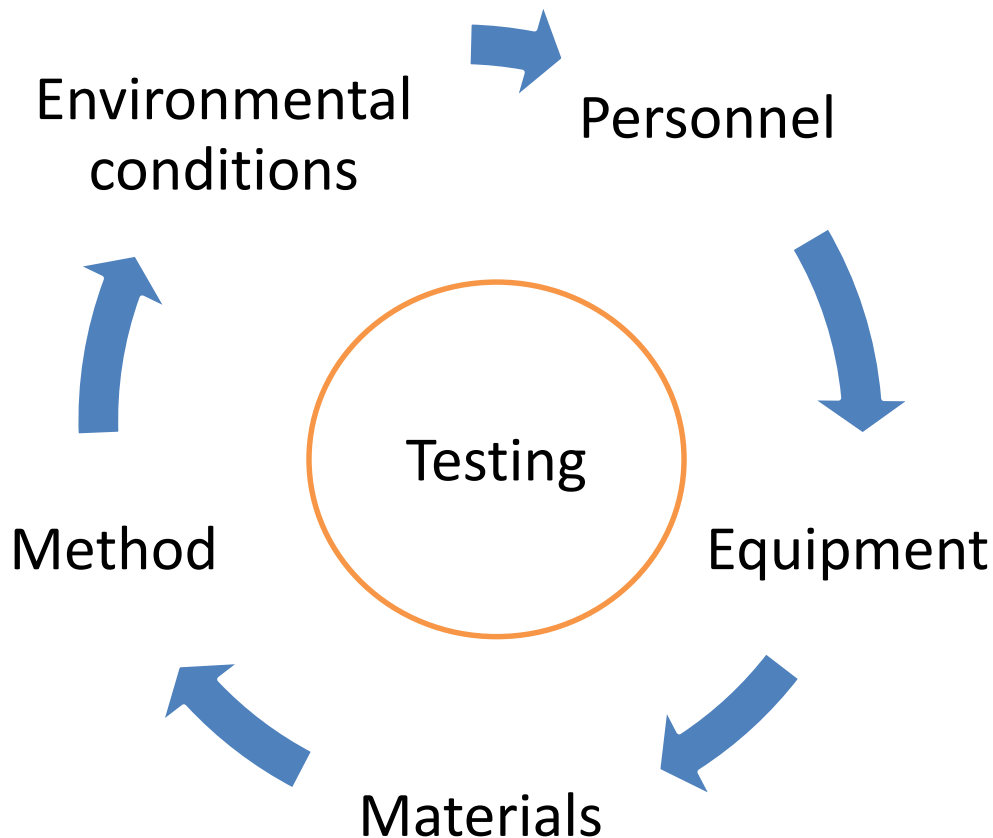 Environmental
conditions
Personnel
Testing
Method
Equipment
Materials